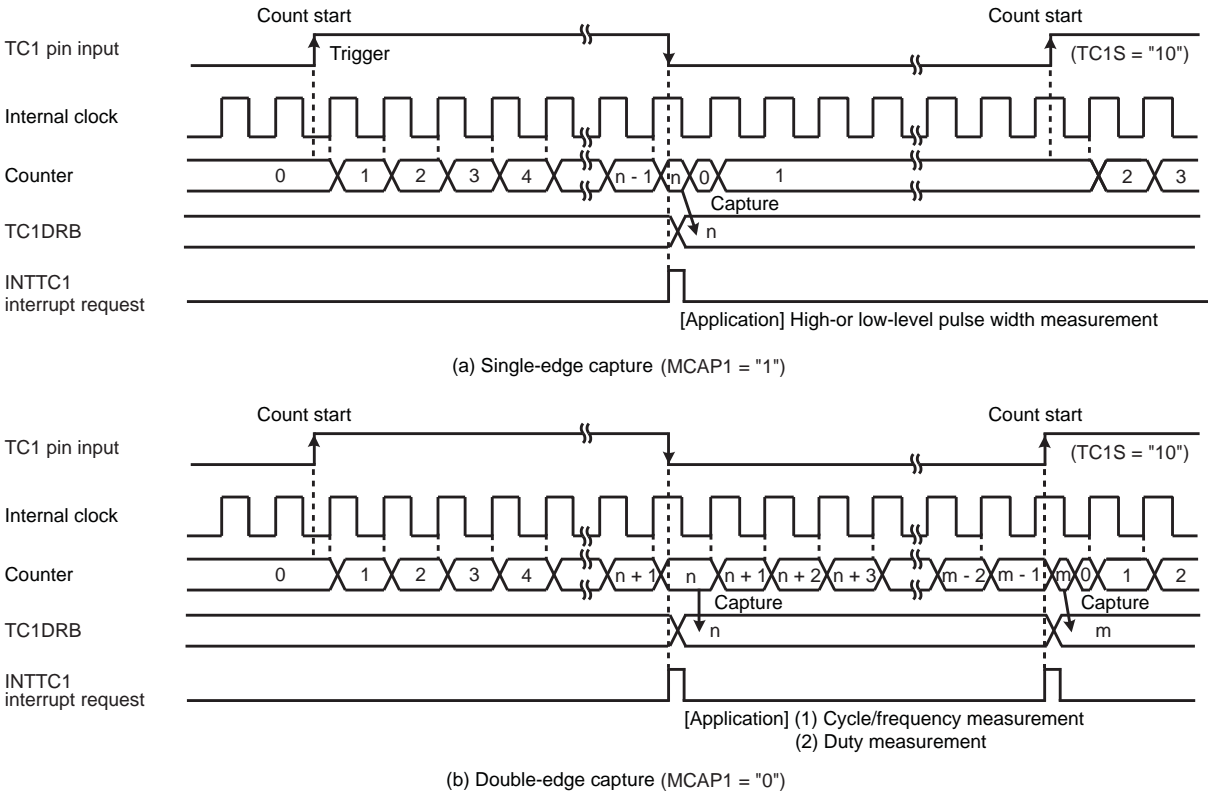 Count start
Count start
TC1 pin input
Trigger
(TC1S = "10")
Internal clock
Counter
0
1
2
3
4
n - 1
n
0
1
2
3
Capture
TC1DRB
n
INTTC1
interrupt request
[Application] High-or low-level pulse width measurement
(a) Single-edge capture (MCAP1 = "1")
Count start
Count start
TC1 pin input
(TC1S = "10")
Internal clock
Counter
0
1
2
3
4
n + 1
n
n + 1
n + 2
n + 3
m - 2
m - 1
m
0
1
2
Capture
Capture
TC1DRB
n
m
INTTC1
interrupt request
[Application] (1) Cycle/frequency measurement
(2) Duty measurement
(b) Double-edge capture (MCAP1 = "0")